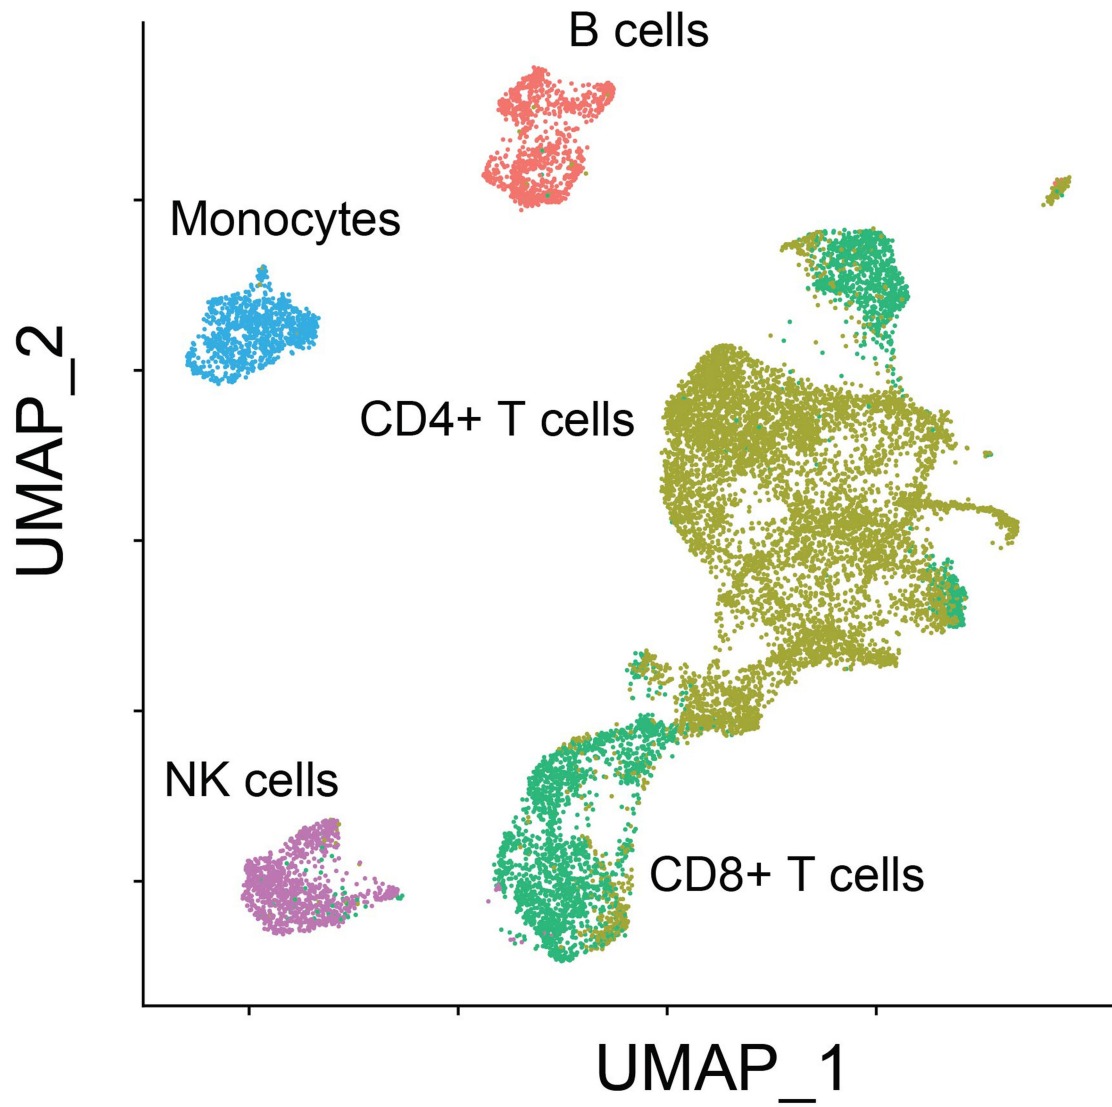 B cells
Monocytes
CD4+ T cells
NK cells
CD8+ T cells
UMAP_2
UMAP_1